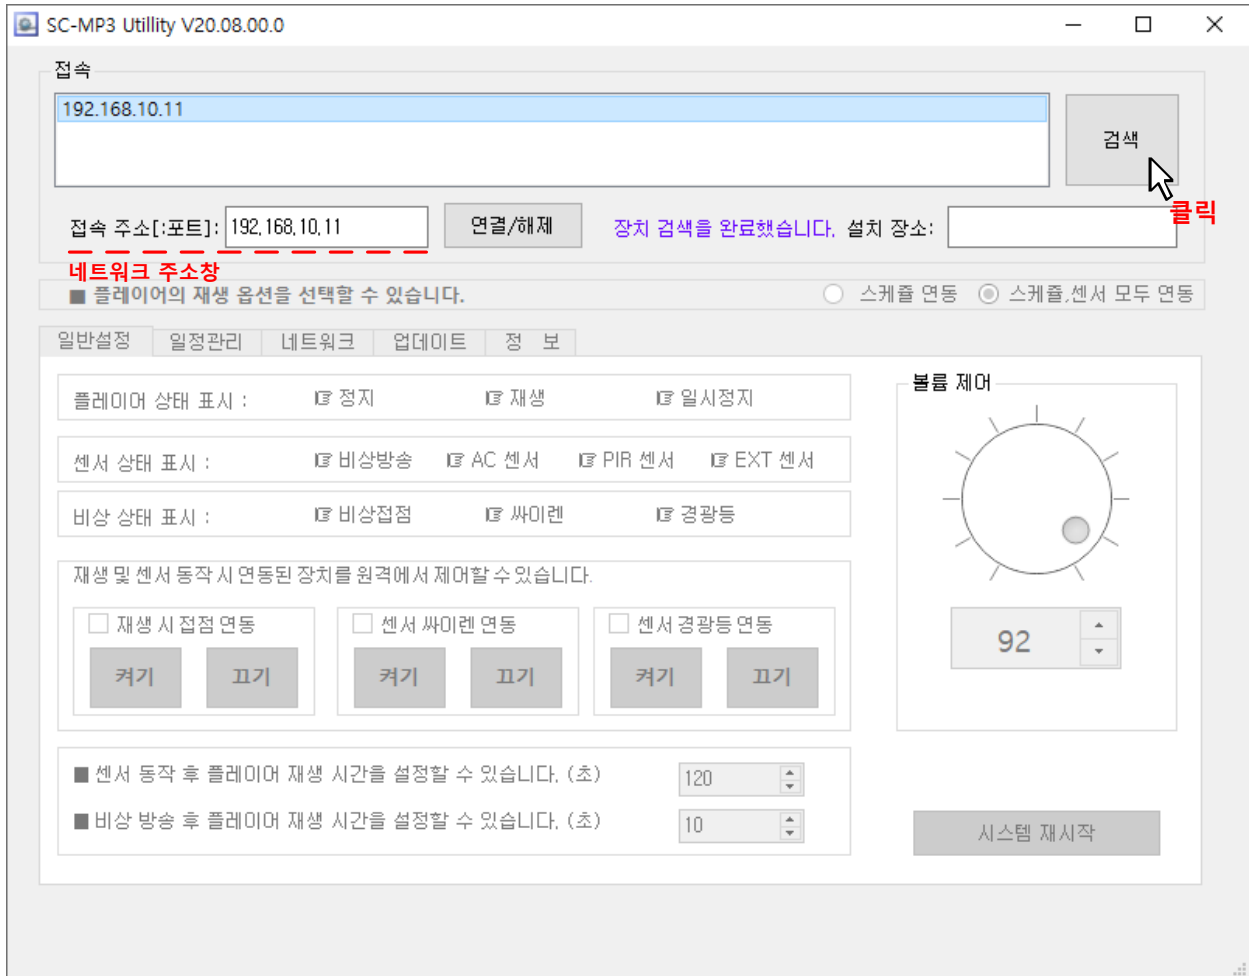 SC-MP3 Utillity V20.08.00.0
접속
192.168.10.11
검색
클릭
접속 주소[:포트]: 192.168.10.11 연결/해제 장치 검색을 완료했습니다. 설치 장소:
네트워크 주소창
■ 플레이어의 재생 옵션을 선택할 수 있습니다. 스케쥴 연동 스케쥴,센서 모두 연동
일반설정 일정관리 네트워크 업데이트 정 보
플레이어 상태 표시 : ☞ 정지 ☞ 재생 ☞ 일시정지
센서 상태 표시 : ☞ 비상방송 ☞ AC 센서 ☞ PIR 센서 ☞ EXT 센서
비상 상태 표시 : ☞ 비상접점 ☞ 싸이렌 ☞ 경광등
재생 및 센서 동작 시 연동된 장치를 원격에서 제어할 수 있습니다.
재생 시 접점 연동 센서 싸이렌 연동 센서 경광등 연동
켜기 끄기 켜기 끄기 켜기 끄기
■ 센서 동작 후 플레이어 재생 시간을 설정할 수 있습니다. (초) 120
■ 비상 방송 후 플레이어 재생 시간을 설정할 수 있습니다. (초) 10
볼륨 제어
92
시스템 재시작